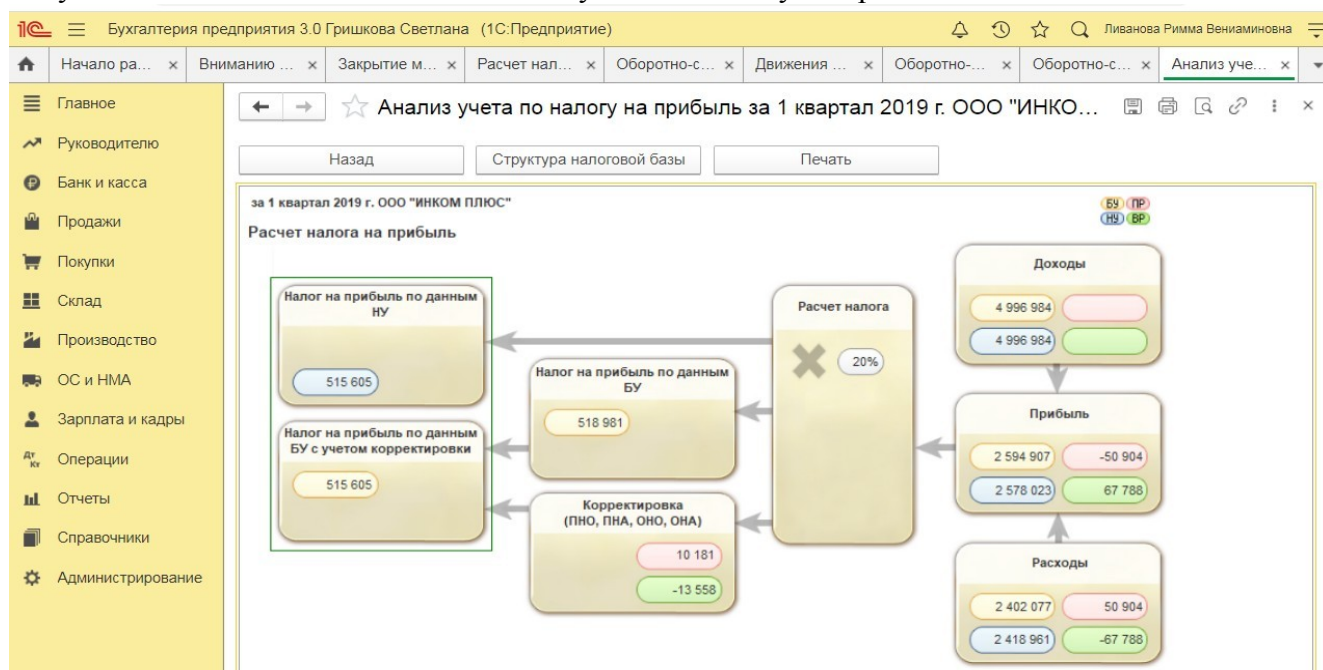 1С Бухгалтерия предприятия 3.0 Гришкова Светлана (1С:Предприятие) Ливанова Римма Вениаминовна
Начало ра... × Вниманию ... × Закрытие м... × Расчет нал... × Оборотно-с... × Движения ... × Оборотно-... × Оборотно-с... × Анализ уче... ×
Главное
Руководителю
Банк и касса
Продажи
Покупки
Склад
Производство
ОС и НМА
Зарплата и кадры
Операции
Отчеты
Справочники
Администрирование
Анализ учета по налогу на прибыль за 1 квартал 2019 г. ООО "ИНКО...
Назад Структура налоговой базы Печать
за 1 квартал 2019 г. ООО "ИНКОМ ПЛЮС"
БУ ПР
НУ ВР
Расчет налога на прибыль
Налог на прибыль по данным
НУ
515 605
Налог на прибыль по данным
БУ с учетом корректировки
515 605
Налог на прибыль по данным
БУ
518 981
Корректировка
(ПНО, ПНА, ОНО, ОНА)
10 181
-13 558
Расчет налога
20%
Доходы
4 996 984
4 996 984
Прибыль
2 594 907 -50 904
2 578 023 67 788
Расходы
2 402 077 50 904
2 418 961 -67 788